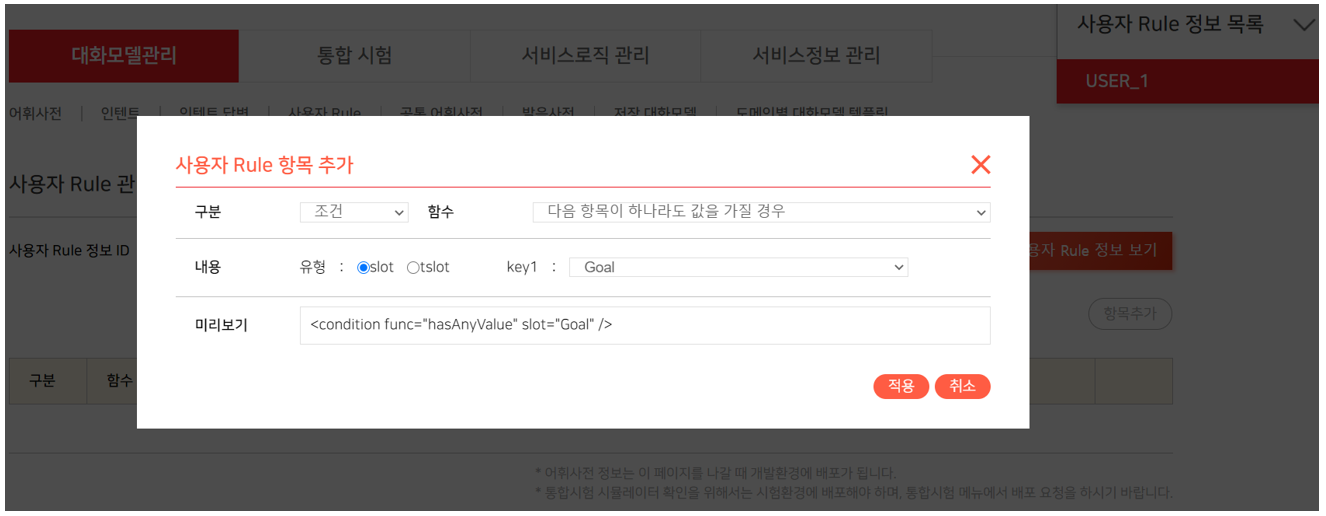 사용자 Rule 정보 목록
대화모델관리 통합 시험 서비스로직 관리 서비스정보 관리
USER_1
어휘사전 인텐트 인텐트 답변 사용자 Rule 공통 어휘사전 발음사전 저장 대화모델 도메인별 대화모델 템플릿
사용자 Rule 항목 추가
사용자 Rule 관
구분 조건 함수 다음 항목이 하나라도 값을 가질 경우
사용자 Rule 정보 ID
용자 Rule 정보 보기
내용 유형 : slot tslot key1 : Goal
항목추가
미리보기 <condition func="hasAnyValue" slot="Goal" />
구분 함수
적용 취소
* 어휘사전 정보는 이 페이지를 나갈 때 개발환경에 배포가 됩니다.
* 통합시험 시뮬레이터 확인을 위해서는 시험환경에 배포해야 하며, 통합시험 메뉴에서 배포 요청을 하시기 바랍니다.